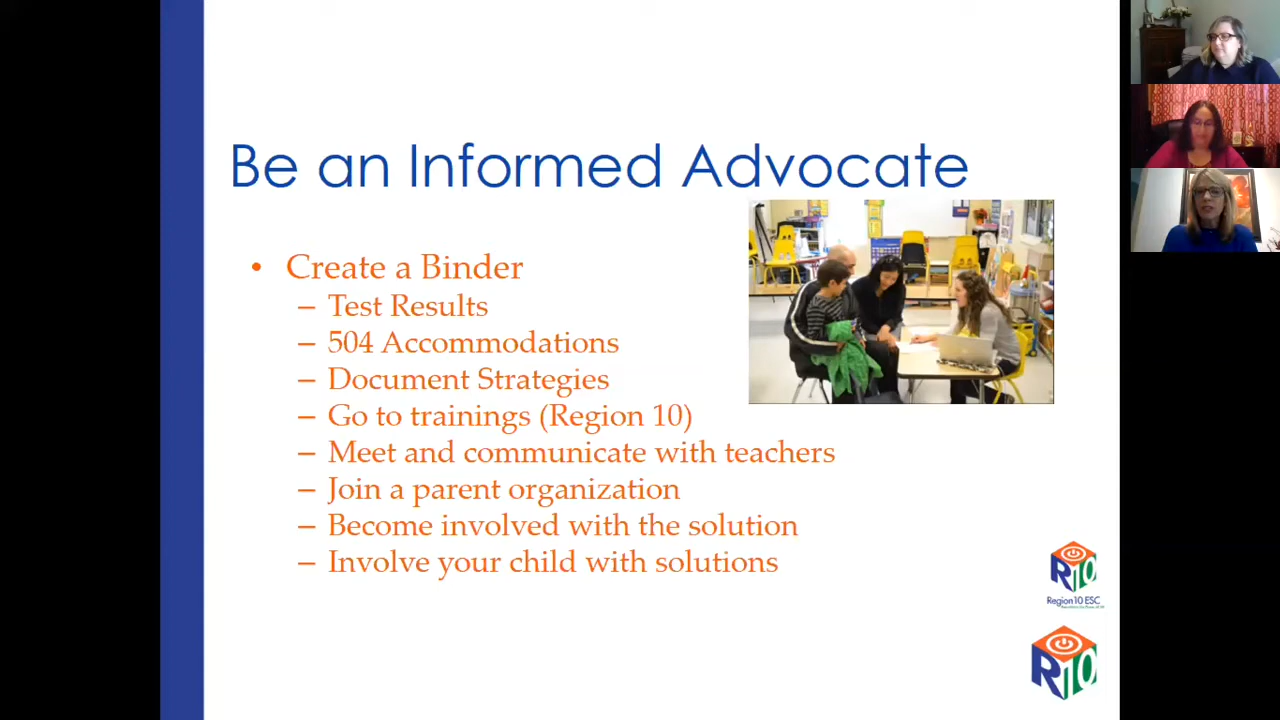 Be an Informed Advocate
• Create a Binder
– Test Results
– 504 Accommodations
– Document Strategies
– Go to trainings (Region 10)
– Meet and communicate with teachers
– Join a parent organization
– Become involved with the solution
– Involve your child with solutions
R10
Region 10 ESC
R10